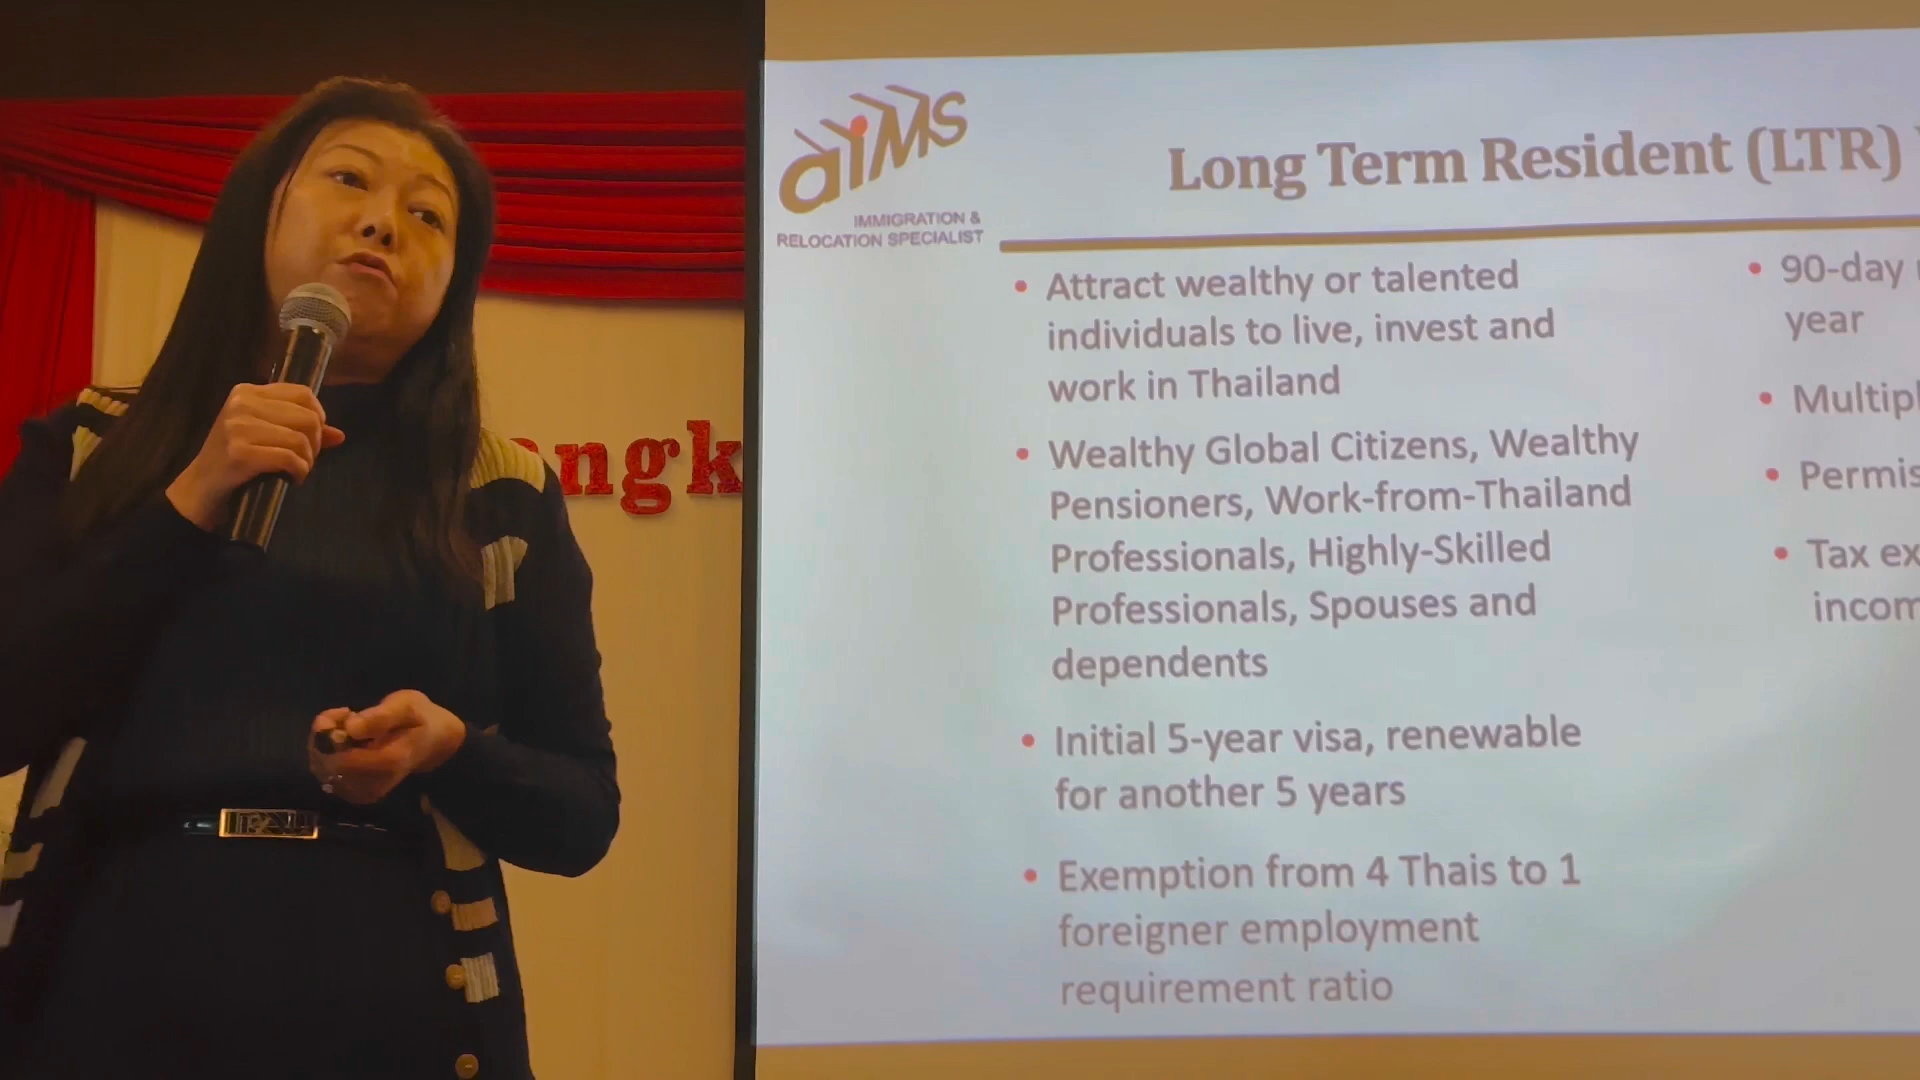 aiMS
IMMIGRATION &
RELOCATION SPECIALIST
Long Term Resident (LTR)
• Attract wealthy or talented
individuals to live, invest and
work in Thailand
• Wealthy Global Citizens, Wealthy
Pensioners, Work-from-Thailand
Professionals, Highly-Skilled
Professionals, Spouses and
dependents
• Initial 5-year visa, renewable
for another 5 years
• Exemption from 4 Thais to 1
foreigner employment
requirement ratio
• 90-day
year
• Multipl
• Permis
• Tax ex
incom
ngk